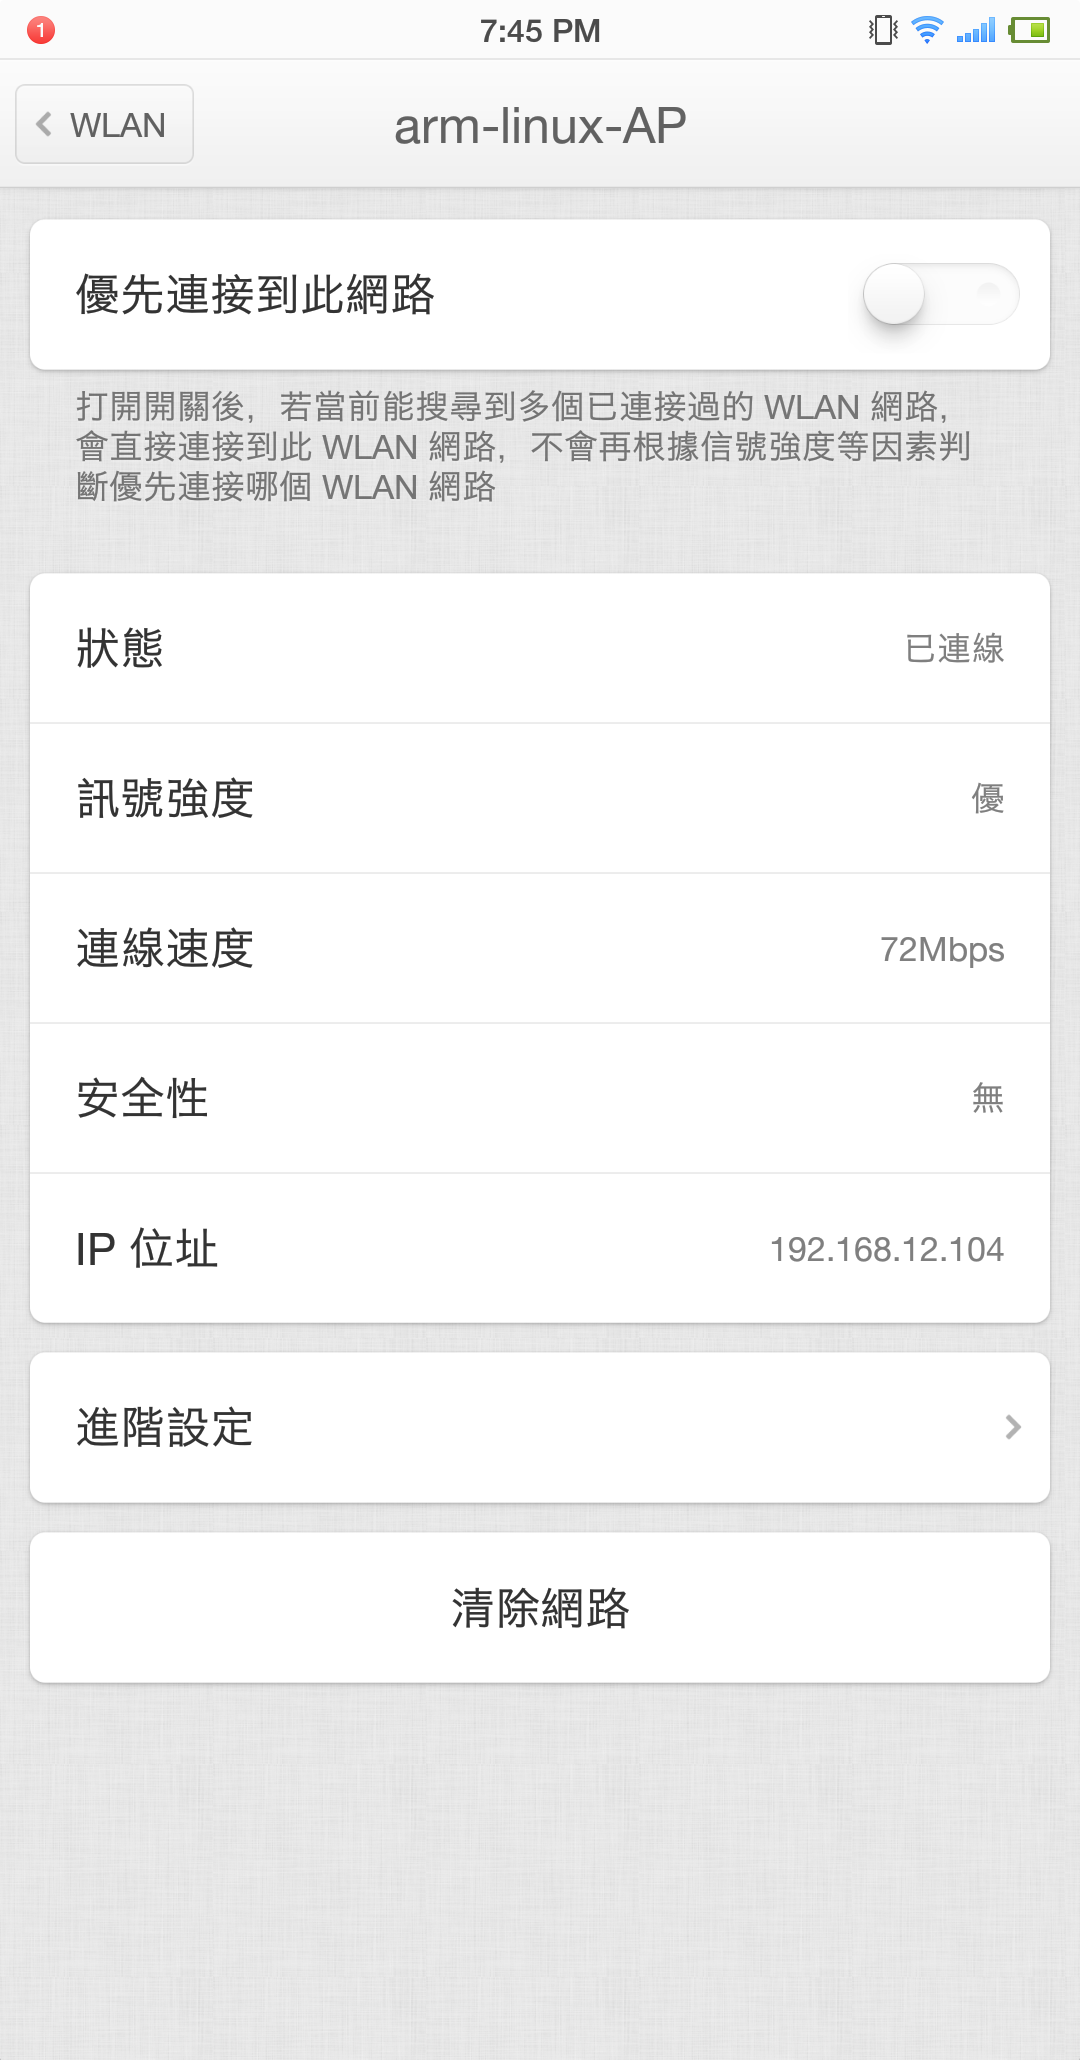 1
7:45 PM
WLAN
arm-linux-AP
優先連接到此網路
打開開關後，若當前能搜尋到多個已連接過的 WLAN 網路，
會直接連接到此 WLAN 網路，不會再根據信號強度等因素判
斷優先連接哪個 WLAN 網路
狀態 已連線
訊號強度 優
連線速度 72Mbps
安全性 無
IP 位址 192.168.12.104
進階設定
清除網路